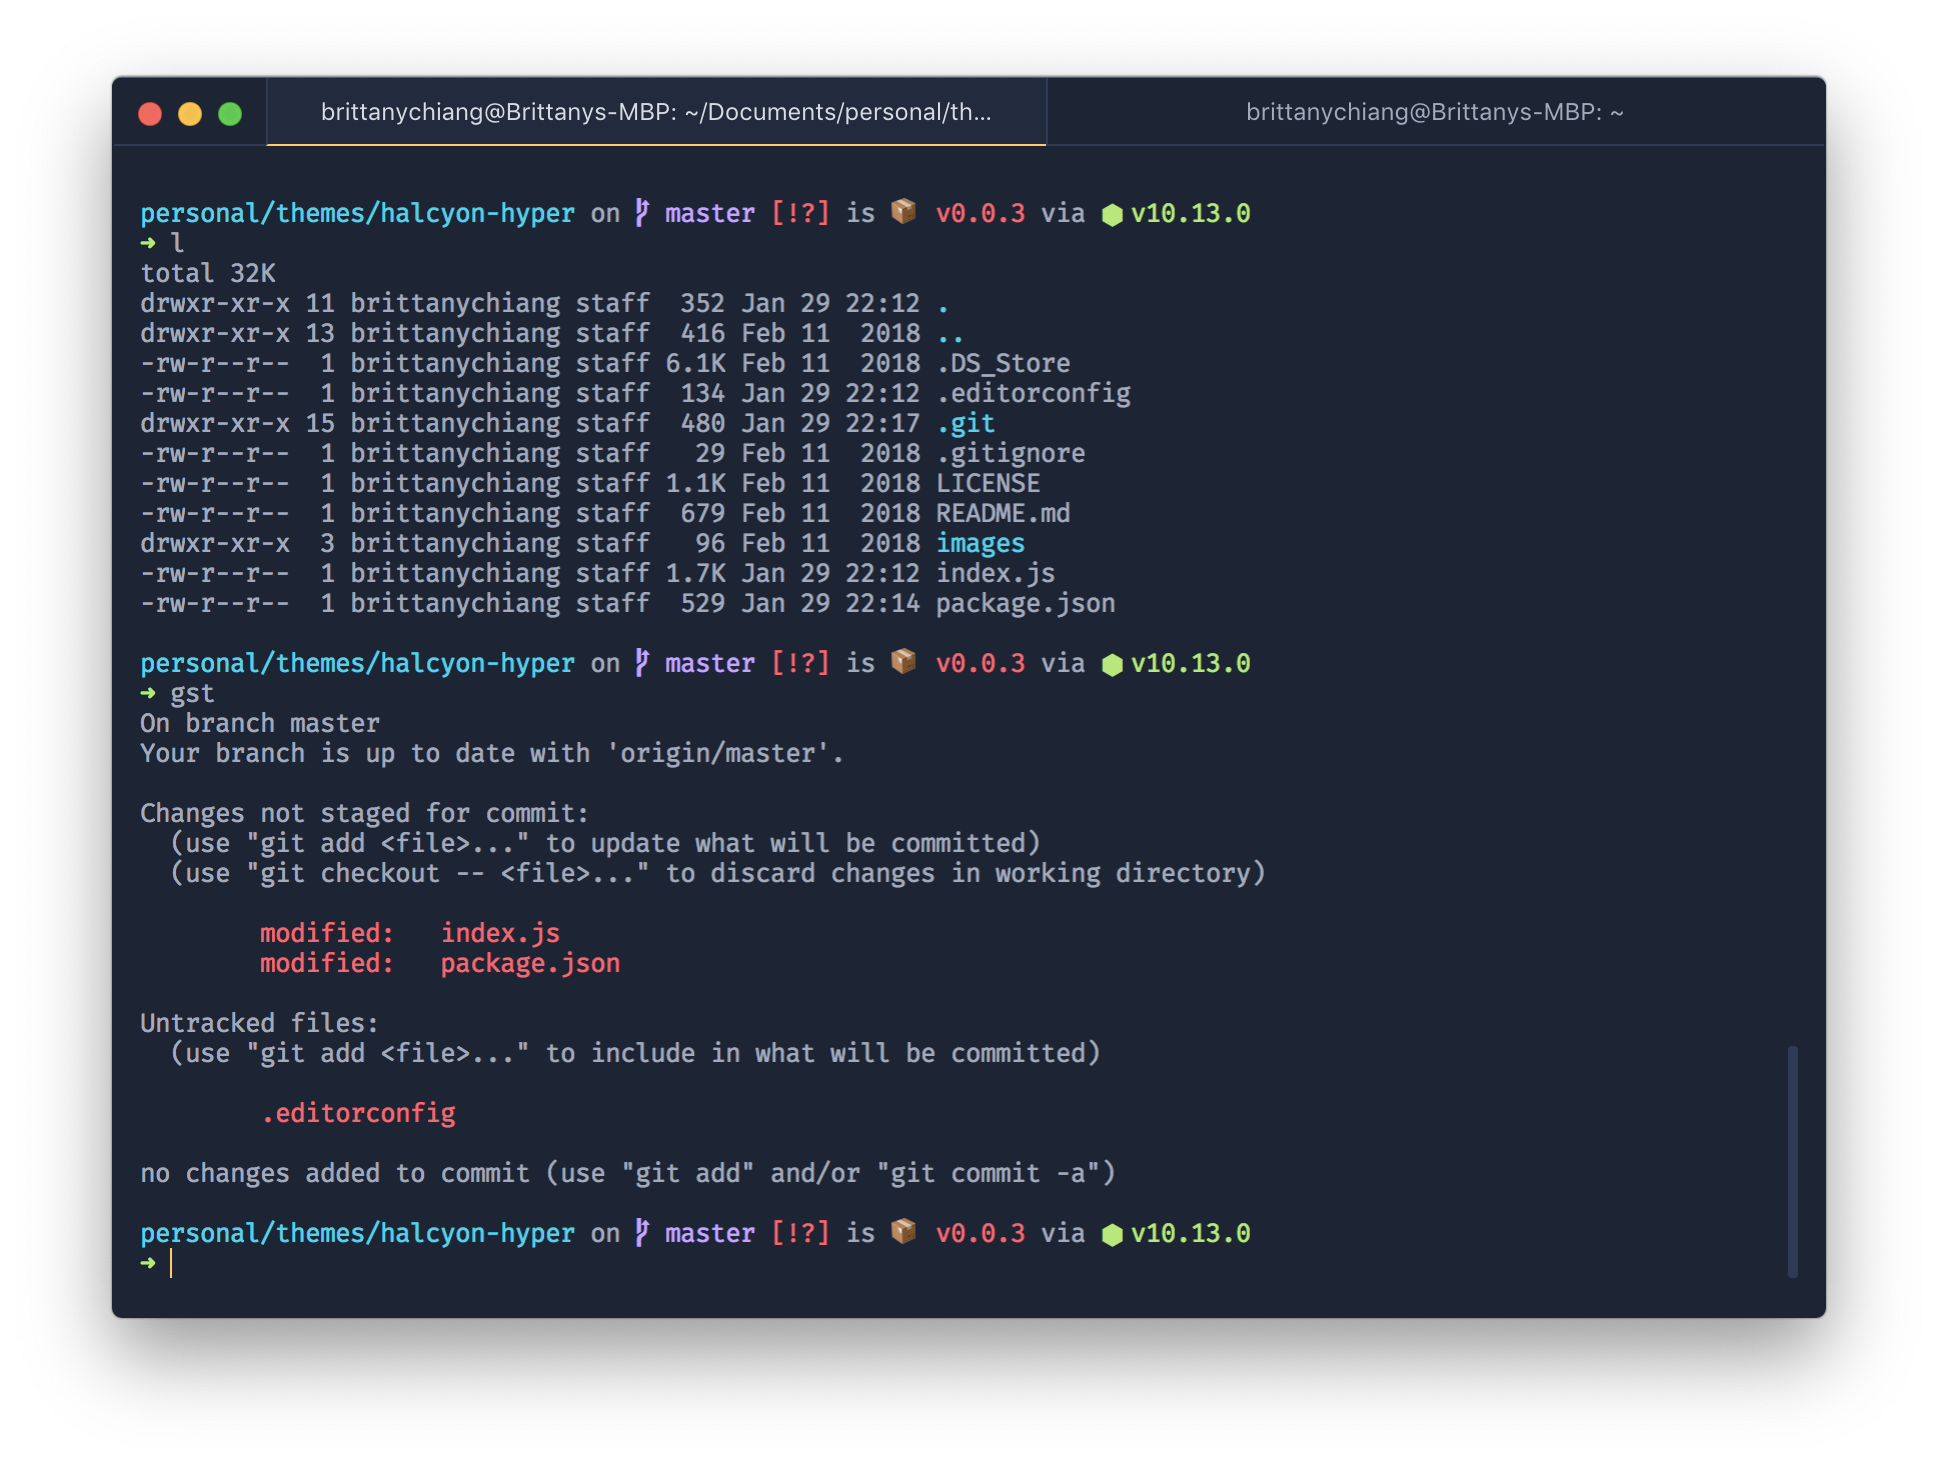 brittanychiang@Brittanys-MBP: ~/Documents/personal/th...
brittanychiang@Brittanys-MBP: ~
personal/themes/halcyon-hyper on master [!?] is 📦 v0.0.3 via ⬢ v10.13.0
➜ l
total 32K
drwxr-xr-x 11 brittanychiang staff  352 Jan 29 22:12 .
drwxr-xr-x 13 brittanychiang staff  416 Feb 11  2018 ..
-rw-r--r--  1 brittanychiang staff 6.1K Feb 11  2018 .DS_Store
-rw-r--r--  1 brittanychiang staff  134 Jan 29 22:12 .editorconfig
drwxr-xr-x 15 brittanychiang staff  480 Jan 29 22:17 .git
-rw-r--r--  1 brittanychiang staff   29 Feb 11  2018 .gitignore
-rw-r--r--  1 brittanychiang staff 1.1K Feb 11  2018 LICENSE
-rw-r--r--  1 brittanychiang staff  679 Feb 11  2018 README.md
drwxr-xr-x  3 brittanychiang staff   96 Feb 11  2018 images
-rw-r--r--  1 brittanychiang staff 1.7K Jan 29 22:12 index.js
-rw-r--r--  1 brittanychiang staff  529 Jan 29 22:14 package.json
personal/themes/halcyon-hyper on master [!?] is 📦 v0.0.3 via ⬢ v10.13.0
➜ gst
On branch master
Your branch is up to date with 'origin/master'.
Changes not staged for commit:
  (use "git add <file>..." to update what will be committed)
  (use "git checkout -- <file>..." to discard changes in working directory)
        modified:   index.js
        modified:   package.json
Untracked files:
  (use "git add <file>..." to include in what will be committed)
        .editorconfig
no changes added to commit (use "git add" and/or "git commit -a")
personal/themes/halcyon-hyper on master [!?] is 📦 v0.0.3 via ⬢ v10.13.0
➜